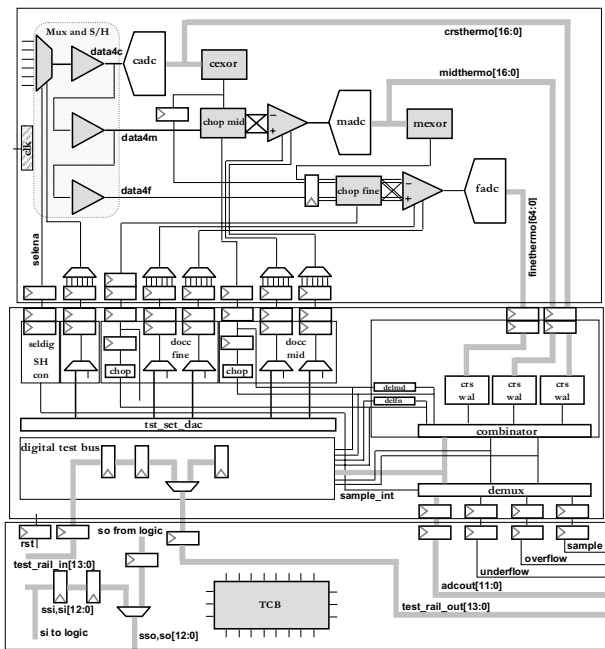 Mux and S/H
crsthermo[16:0]
data4c
cadc
cexor
midthermo[16:0]
chop mid
−
+
madc
mexor
clk
data4m
chop fine
−
+
fadc
data4f
finethermo[64:0]
selena
seldig
SH
con
docc
fine
docc
mid
chop
chop
delmd
delfn
crs
wal
crs
wal
crs
wal
tst_set_dac
combinator
digital test bus
sample_int
demux
rst
so from logic
sample
overflow
test_rail_in[13:0]
underflow
adcout[11:0]
ssi,si[12:0]
TCB
test_rail_out[13:0]
si to logic
sso,so[12:0]